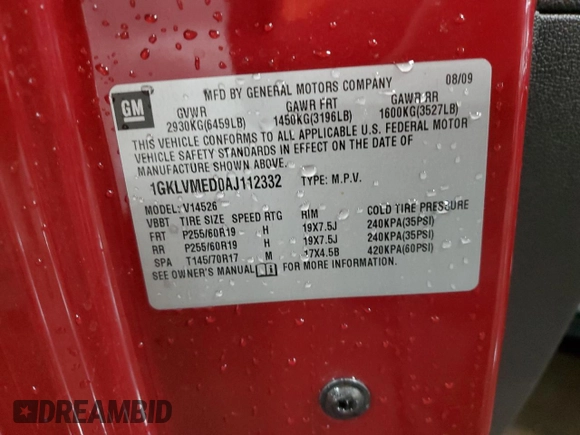 MFD BY GENERAL MOTORS COMPANY 08/09
GM
GVWR GAWR FRT GAWR RR
2930KG(6459LB) 1450KG(3196LB) 1600KG(3527LB)
THIS VEHICLE CONFORMS TO ALL APPLICABLE U.S. FEDERAL MOTOR
VEHICLE SAFETY STANDARDS IN EFFECT ON THE DATE OF
MANUFACTURE SHOWN ABOVE.
1GKLVMED0AJ112332 TYPE: M.P.V.
MODEL: V14526
VBBT TIRE SIZE SPEED RTG RIM COLD TIRE PRESSURE
FRT P255/60R19 H 19X7.5J 240KPA(35PSI)
RR P255/60R19 H 19X7.5J 240KPA(35PSI)
SPA T145/70R17 M 17X4.5B 420KPA(60PSI)
SEE OWNER'S MANUAL FOR MORE INFORMATION.
DREAMBID